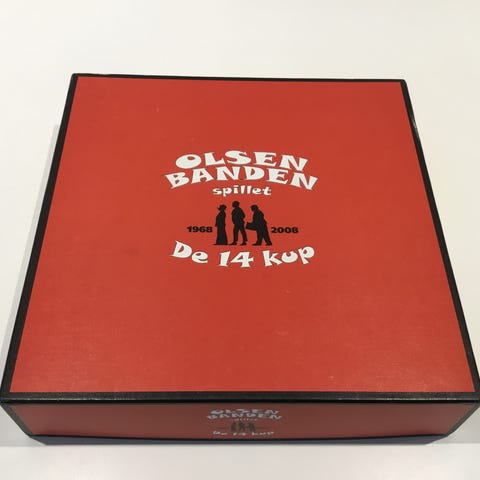 OLSEN
BANDEN
spillet
1968 2008
De 14 kup
OLSEN
BANDEN
De 14 kup